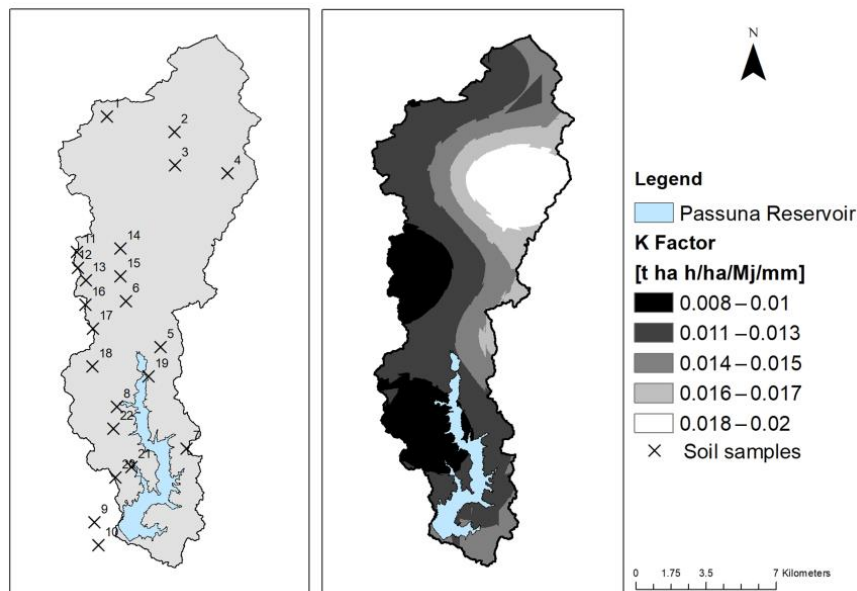 1
2
3
4
11
14
12
13
15
16
6
17
5
18
19
8
22
7
21
20
9
10
N
Legend
Passuna Reservoir
K Factor
[t ha h/ha/Mj/mm]
0.008 – 0.01
0.011 – 0.013
0.014 – 0.015
0.016 – 0.017
0.018 – 0.02
Soil samples
0 1.75 3.5 7 Kilometers